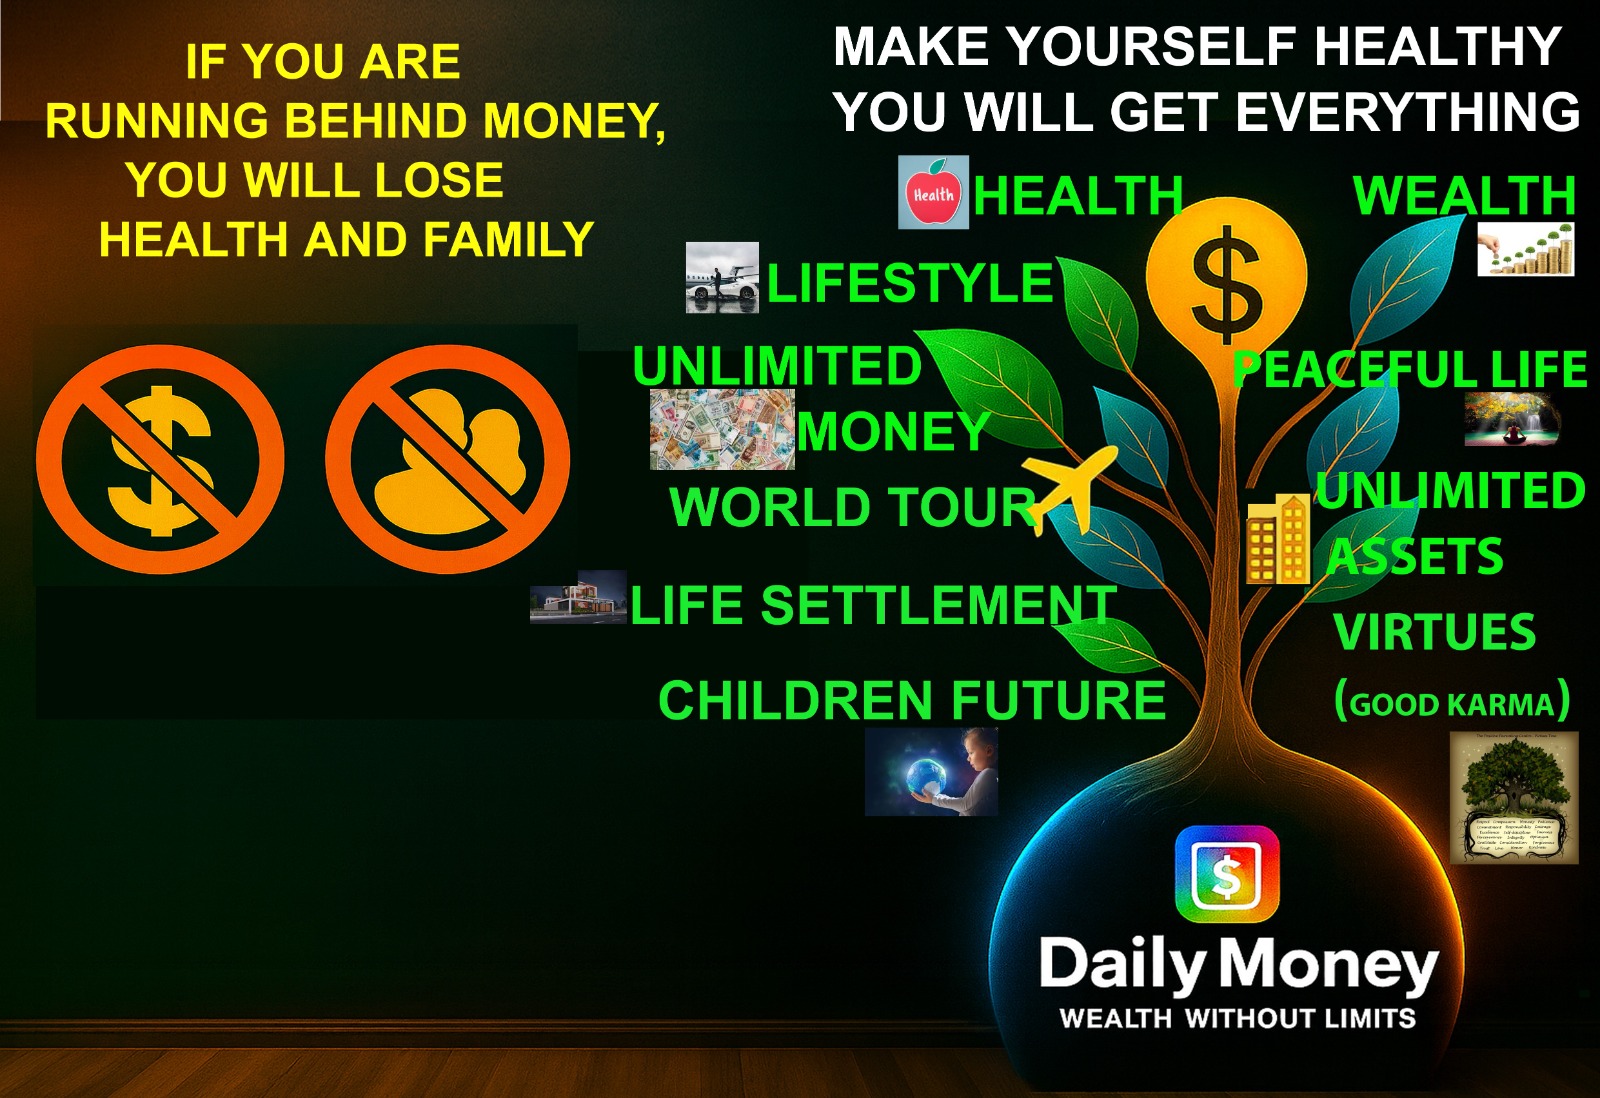 IF YOU ARE
RUNNING BEHIND MONEY,
YOU WILL LOSE
HEALTH AND FAMILY
MAKE YOURSELF HEALTHY
YOU WILL GET EVERYTHING
Health
HEALTH
WEALTH
$
LIFESTYLE
UNLIMITED
MONEY
PEACEFUL LIFE
WORLD TOUR
UNLIMITED
ASSETS
LIFE SETTLEMENT
VIRTUES
(GOOD KARMA)
CHILDREN FUTURE
$
$
Daily Money
WEALTH WITHOUT LIMITS